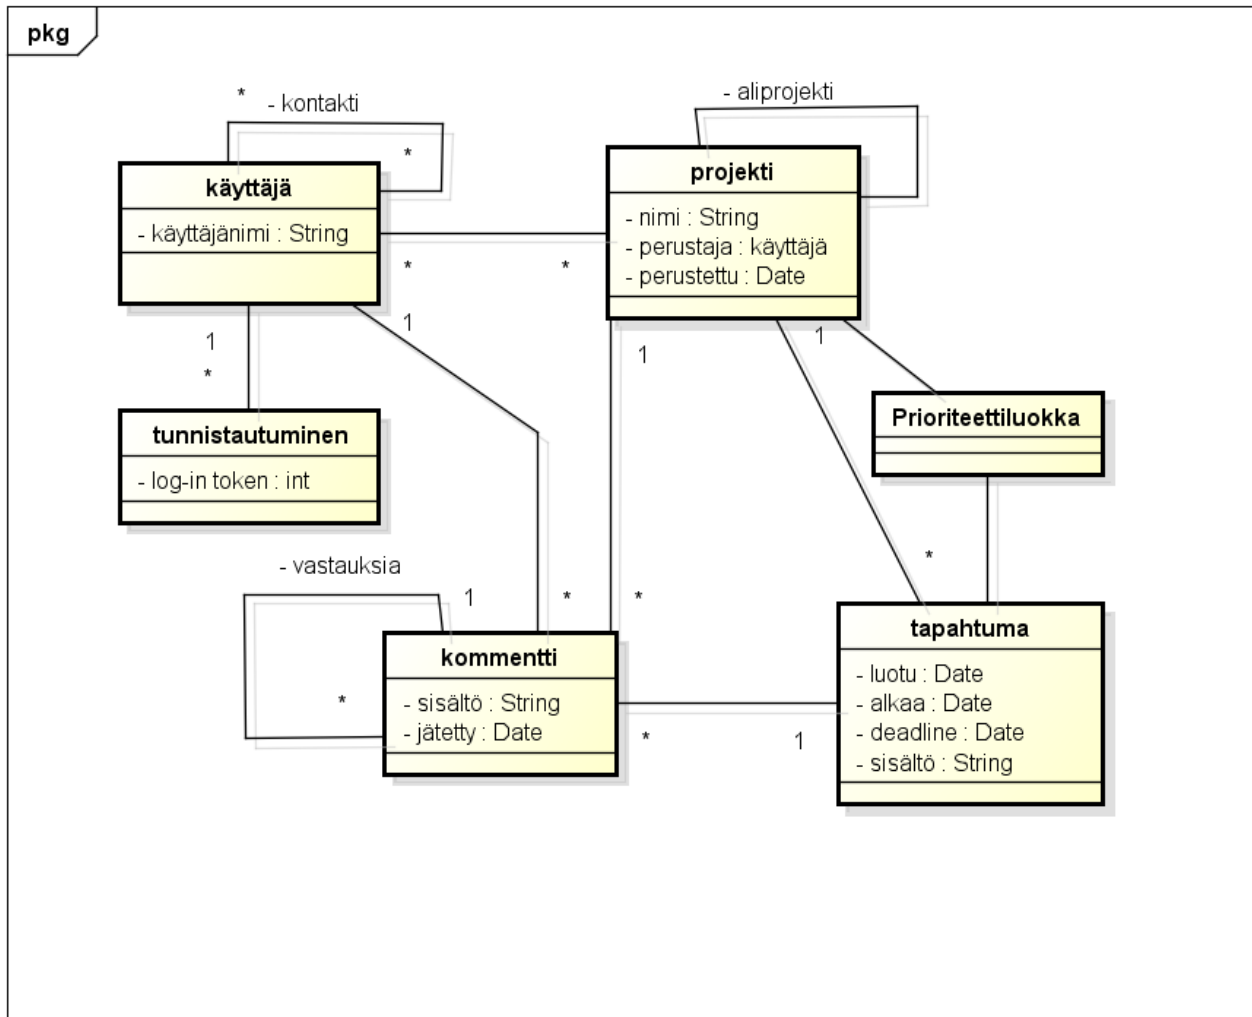 pkg
*
- kontakti
*
- aliprojekti
käyttäjä
- käyttäjänimi : String
projekti
- nimi : String
- perustaja : käyttäjä
- perustettu : Date
*
*
1
*
1
1
1
tunnistautuminen
- log-in token : int
Prioriteettiluokka
- vastauksia
1
*
*
*
*
kommentti
- sisältö : String
- jätetty : Date
*
1
tapahtuma
- luotu : Date
- alkaa : Date
- deadline : Date
- sisältö : String